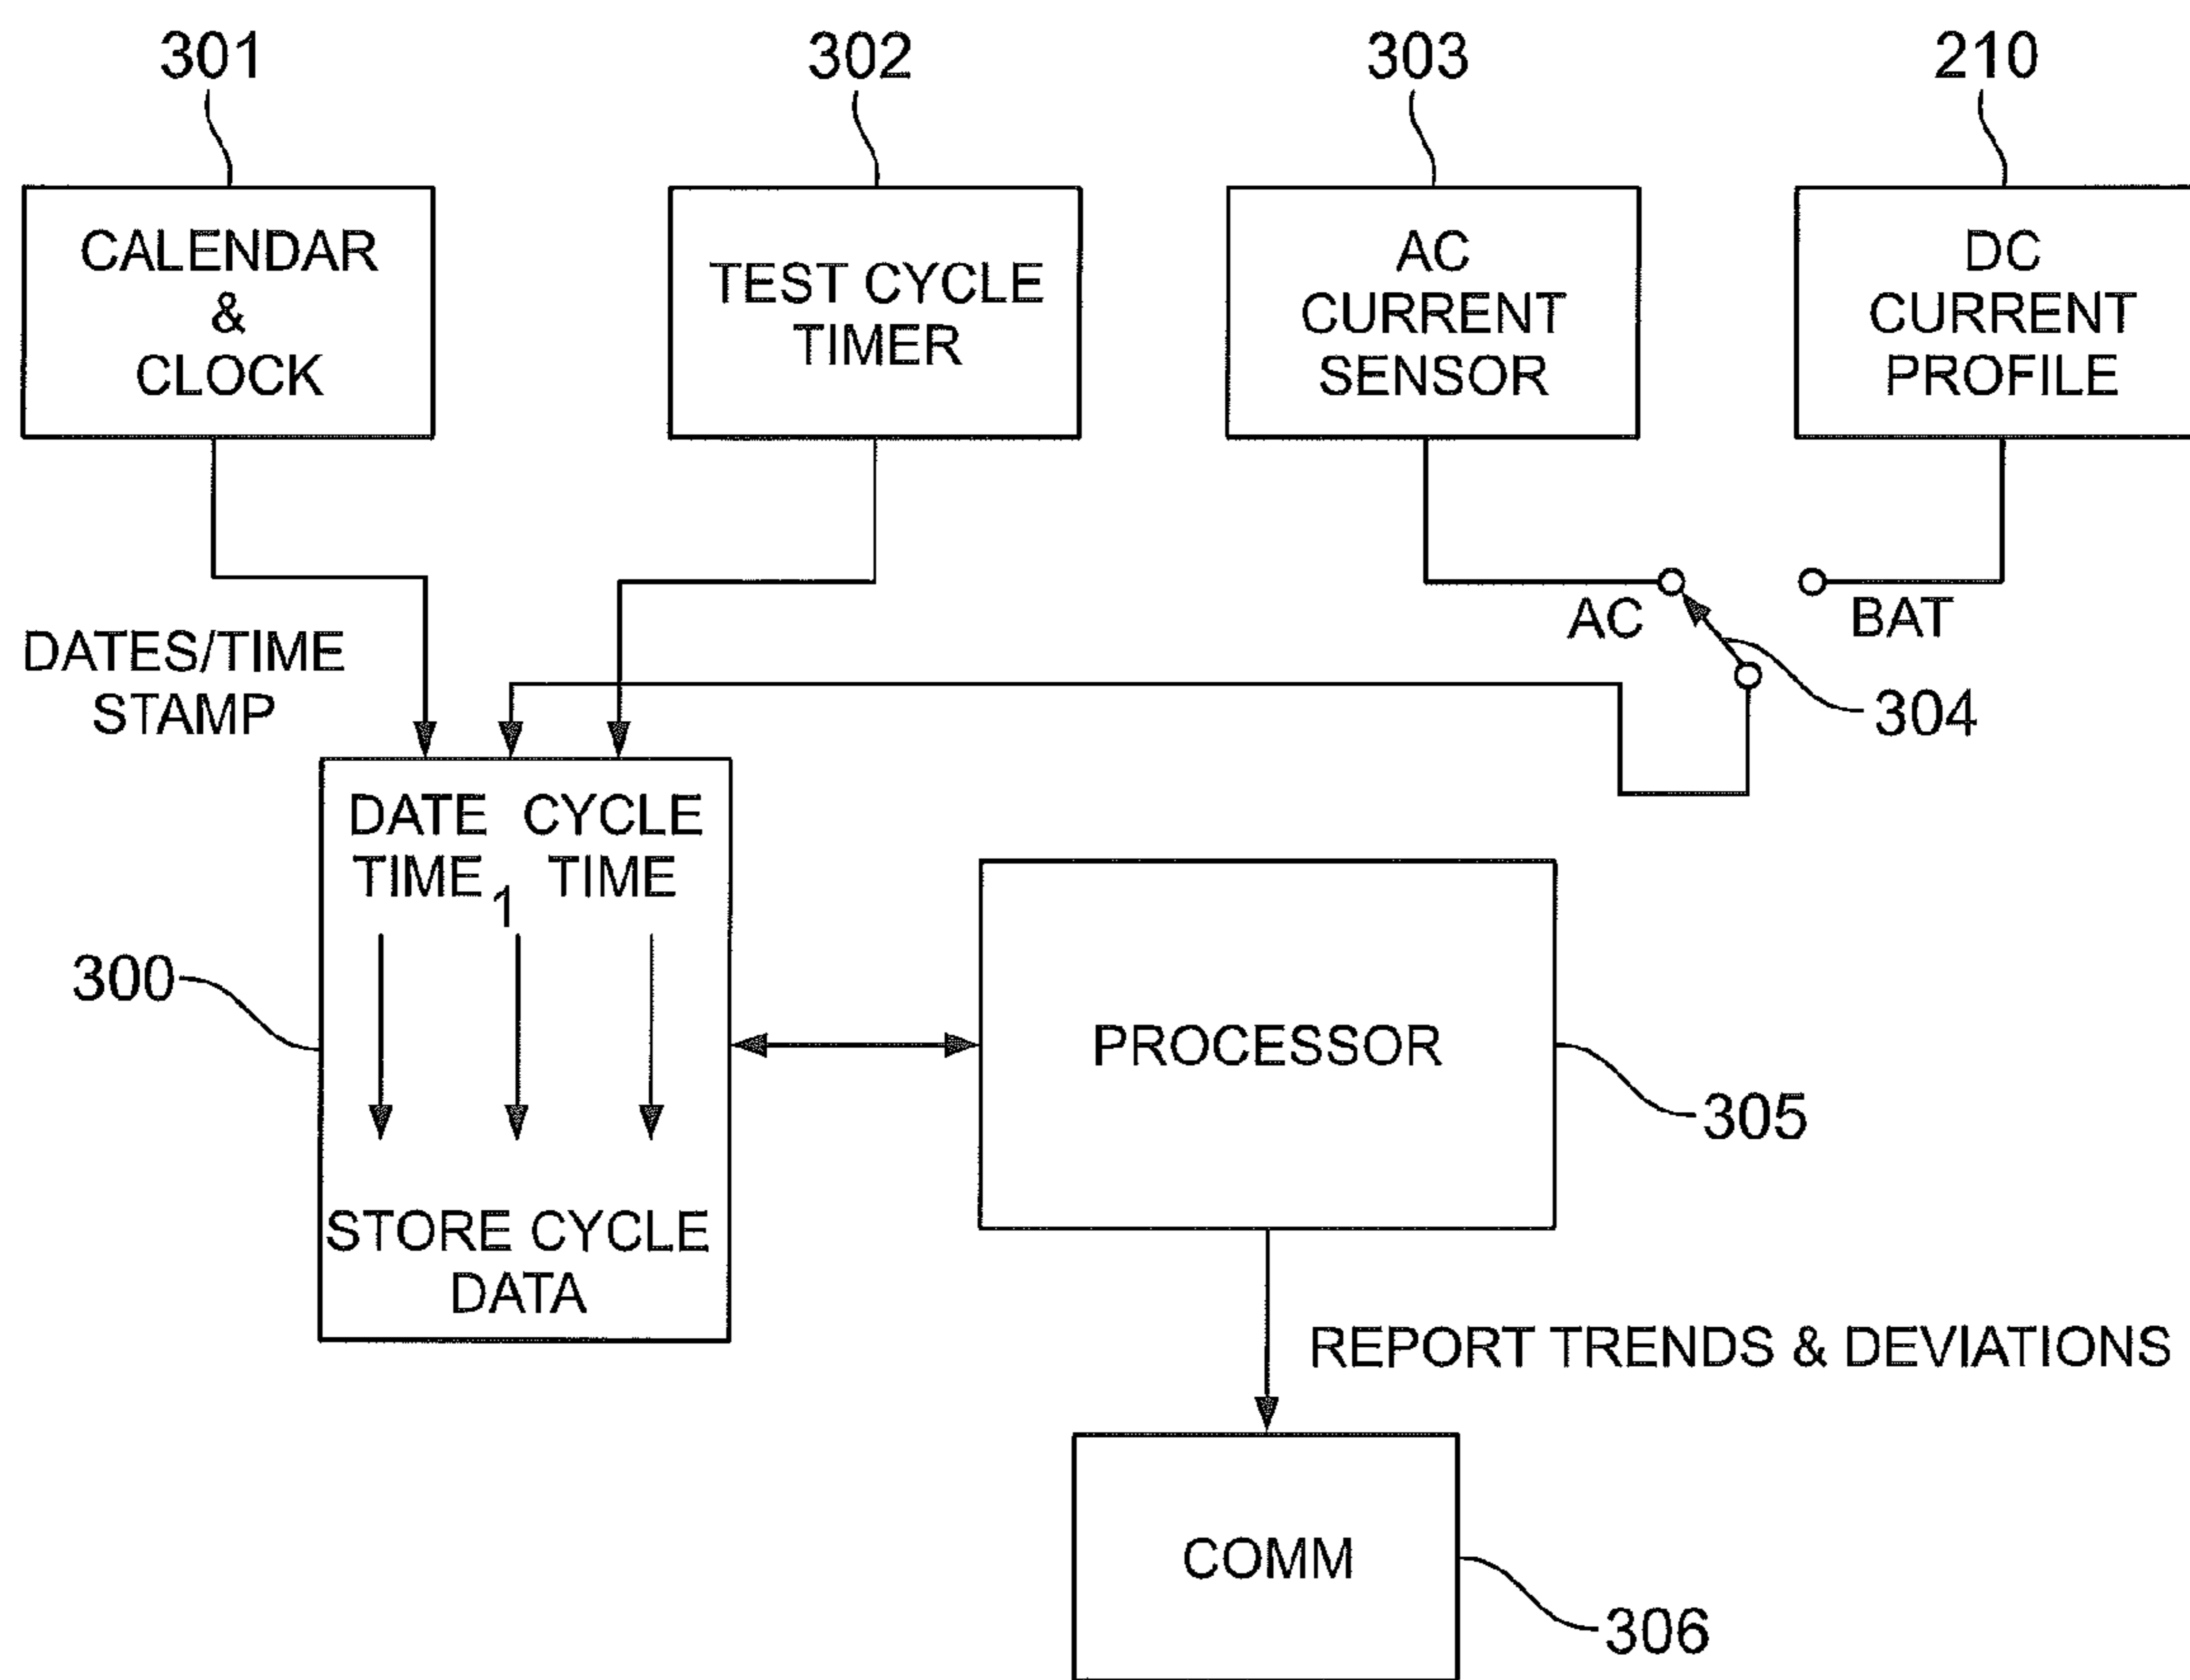 301
302
303
210
CALENDAR
&
CLOCK
TEST CYCLE
TIMER
AC
CURRENT
SENSOR
DC
CURRENT
PROFILE
AC
BAT
304
DATES/TIME
STAMP
DATE CYCLE
TIME 1 TIME
300
STORE CYCLE
DATA
PROCESSOR
305
REPORT TRENDS & DEVIATIONS
COMM
306